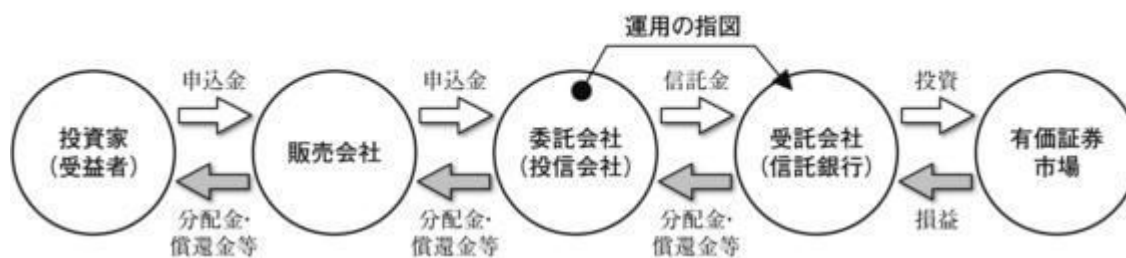 運用の指図
申込金
申込金
信託金
投資
投資家
(受益者)
販売会社
委託会社
(投信会社)
受託会社
(信託銀行)
有価証券
市場
分配金・
償還金等
分配金・
償還金等
分配金・
償還金等
損益